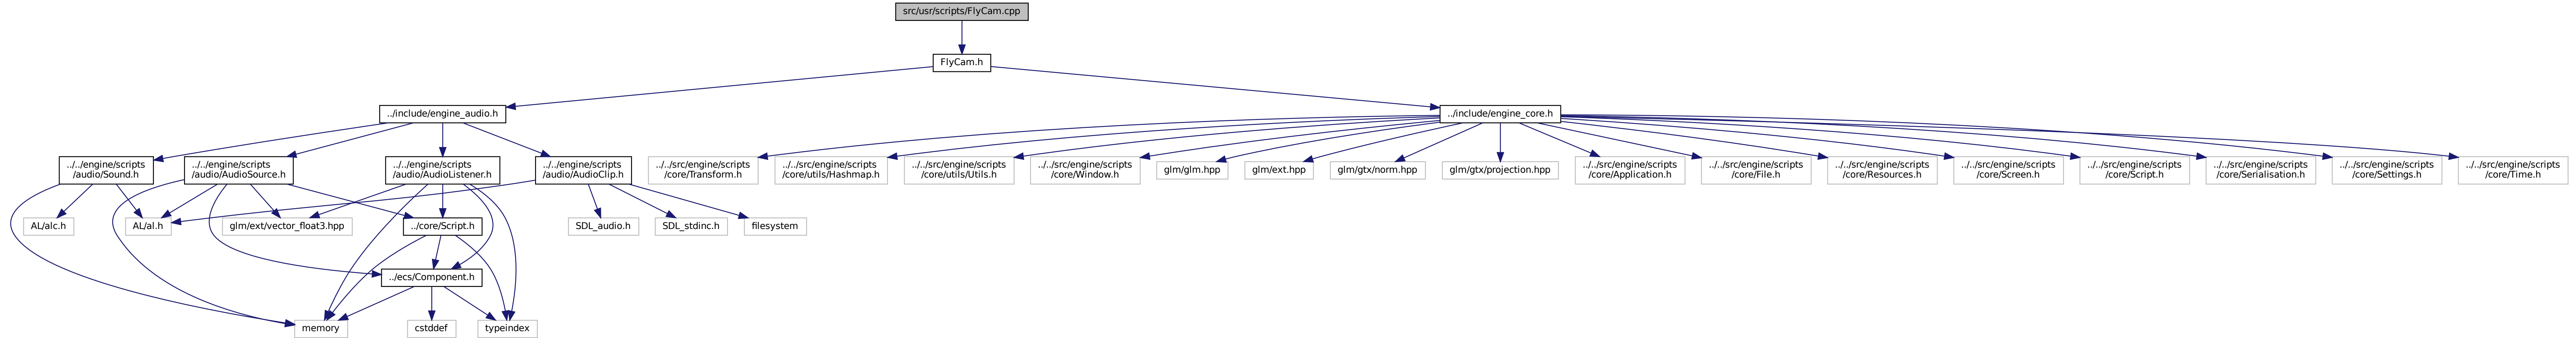 src/usr/scripts/FlyCam.cpp
FlyCam.h
../include/engine_audio.h
../include/engine_core.h
../../engine/scripts
/audio/Sound.h
../../engine/scripts
/audio/AudioSource.h
../../engine/scripts
/audio/AudioListener.h
../../engine/scripts
/audio/AudioClip.h
../../src/engine/scripts
/core/Transform.h
../../src/engine/scripts
/core/utils/Hashmap.h
../../src/engine/scripts
/core/utils/Utils.h
../../src/engine/scripts
/core/Window.h
glm/glm.hpp
glm/ext.hpp
glm/gtx/norm.hpp
glm/gtx/projection.hpp
../../src/engine/scripts
/core/Application.h
../../src/engine/scripts
/core/File.h
../../src/engine/scripts
/core/Resources.h
../../src/engine/scripts
/core/Screen.h
../../src/engine/scripts
/core/Script.h
../../src/engine/scripts
/core/Serialisation.h
../../src/engine/scripts
/core/Settings.h
../../src/engine/scripts
/core/Time.h
AL/alc.h
AL/al.h
glm/ext/vector_float3.hpp
../core/Script.h
SDL_audio.h
SDL_stdinc.h
filesystem
../ecs/Component.h
memory
cstddef
typeindex